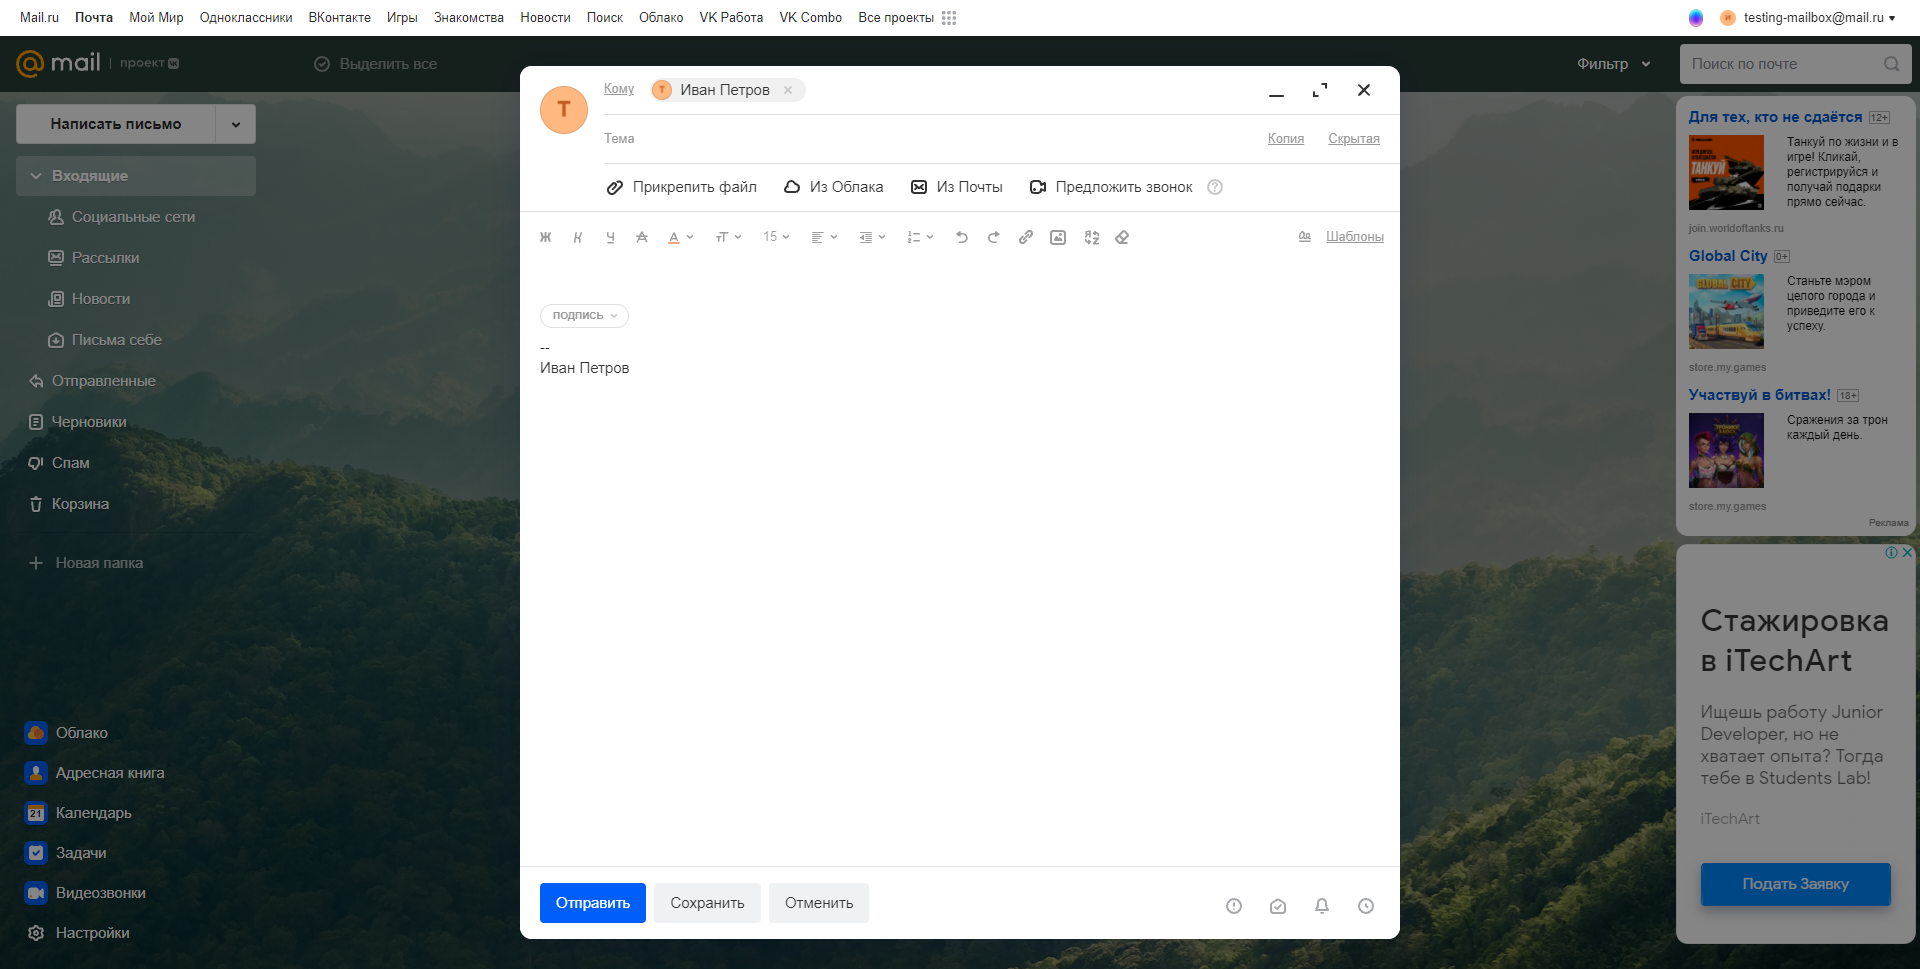 Mail.ru Почта Мой Мир Одноклассники ВКонтакте Игры Знакомства Новости Поиск Облако VK Работа VK Combo Все проекты
testing-mailbox@mail.ru
mail проект
Выделить все
Фильтр
Поиск по почте
Написать письмо
Входящие
Социальные сети
Рассылки
Новости
Письма себе
Отправленные
Черновики
Спам
Корзина
Новая папка
Облако
Адресная книга
21 Календарь
Задачи
Видеозвонки
Настройки
Т
Кому Т Иван Петров
Тема Копия Скрытая
Прикрепить файл Из Облака Из Почты Предложить звонок ?
Ж К Ч А А тТ 15 Шаблоны
ПОДПИСЬ
--
Иван Петров
Отправить Сохранить Отменить
Для тех, кто не сдаётся 12+
ТАНКУЙ
Танкуй по жизни и в
игре! Кликай,
регистрируйся и
получай подарки
прямо сейчас.
join.worldoftanks.ru
Global City 0+
GLOBAL CITY
Станьте мэром
целого города и
приведите его к
успеху.
store.my.games
Участвуй в битвах! 18+
Сражения за трон
каждый день.
store.my.games
Реклама
Стажировка
в iTechArt
Ищешь работу Junior
Developer, но не
хватает опыта? Тогда
тебе в Students Lab!
iTechArt
Подать Заявку